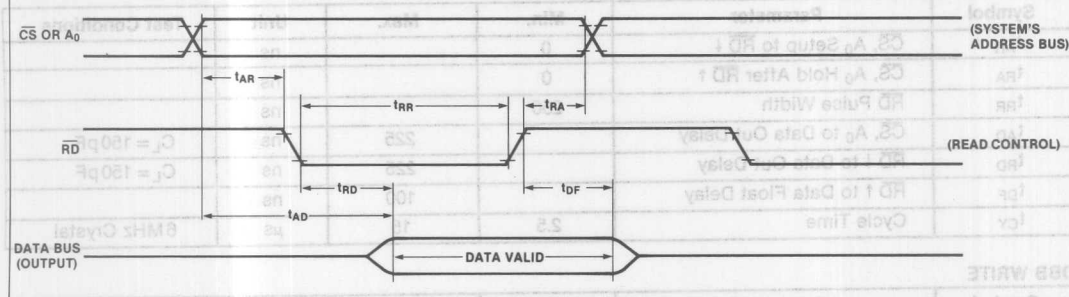 CS OR A0
(SYSTEM'S
ADDRESS BUS)
tAR
tRR
tRA
RD
(READ CONTROL)
tRD
tDF
tAD
DATA BUS
(OUTPUT)
DATA VALID